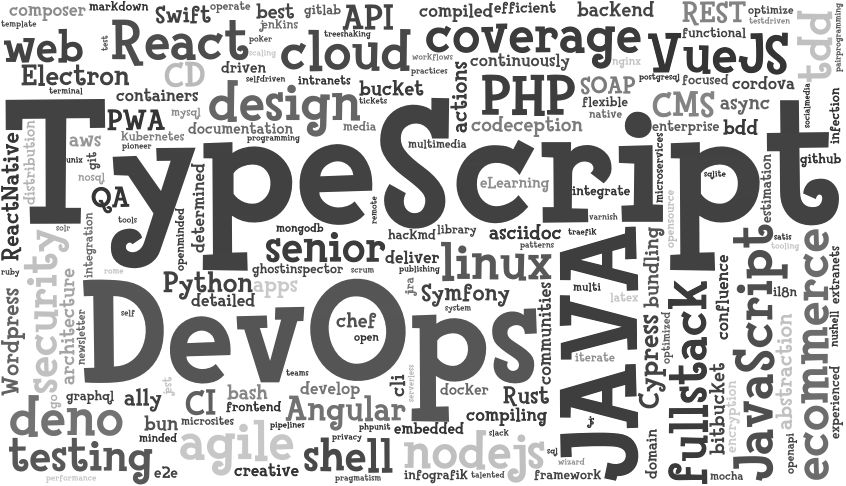 composer
markdown
Swift
operate
best
gitlab
API
compiled
efficient
backend
REST
optimize
testdriven
tdd
pairprogramming
template
web
test
React
jenkins
poker
scaling
treeshaking
cloud
workflows
practices
coverage
continuously
nginx
functional
VueJS
Electron
CD
driven
selfdriven
intranets
bucket
tickets
actions
PHP
SOAP
flexible
native
postgresql
focused
cordova
CMS
async
socialmedia
infection
terminal
containers
mysql
design
PWA
kubernetes
pioneer
documentation
programming
media
multimedia
codeception
enterprise
bdd
github
ReactNative
distribution
aws
unix
git
nosql
TypeScript
eLearning
integrate
microservices
opensource
sqlite
estimation
QA
tools
openminded
determined
remote
varnish
solr
integration
mongodb
hackmd
library
asciidoc
patterns
traefik
satis
tooling
senior
deliver
publishing
linux
rome
ghostinspector
scrum
ruby
security
architecture
newsletter
Python
apps
detailed
jira
Symfony
system
communities
JAVA
multi
latex
bundling
confluence
i18n
nushell
extranets
Wordpress
self
DevOps
chef
open
teams
iterate
Cypress
optimized
fullstack
JavaScript
abstraction
ecommerce
go
graphql
ally
jest
CI
bash
develop
cli
serverless
docker
Rust
js
bitbucket
encryption
experienced
deno
bun
minded
microsites
frontend
pipelines
Angular
phpunit
embedded
compiling
slack
domain
openapi
testing
e2e
agile
creative
privacy
shell
pragmatism
nodejs
sql
wizard
performance
infografik
talented
framework
mocha